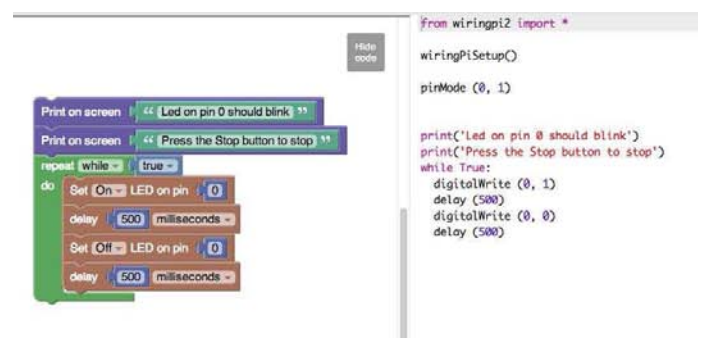 Hide
code
Print on screen “ Led on pin 0 should blink ”
Print on screen “ Press the Stop button to stop ”
repeat while true
do Set On LED on pin 0
delay 500 milliseconds
Set Off LED on pin 0
delay 500 milliseconds
from wiringpi2 import *
wiringPiSetup()
pinMode (0, 1)
print('Led on pin 0 should blink')
print('Press the Stop button to stop')
while True:
digitalWrite (0, 1)
delay (500)
digitalWrite (0, 0)
delay (500)